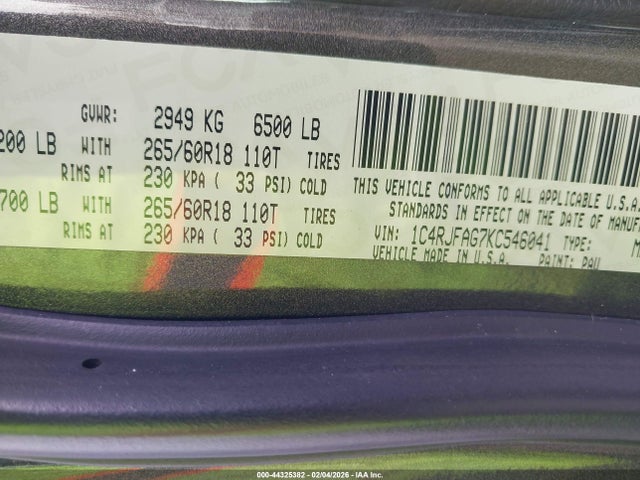 GVWR: 2949 KG 6500 LB
200 LB WITH 265/60R18 110T TIRES
RIMS AT 230 KPA ( 33 PSI) COLD
700 LB WITH 265/60R18 110T TIRES
RIMS AT 230 KPA ( 33 PSI) COLD
THIS VEHICLE CONFORMS TO ALL APPLICABLE U.S.A.
STANDARDS IN EFFECT ON THE DATE OF MANUFA
VIN: 1C4RJFAG7KC546041 TYPE: M
VEHICLE MADE IN U.S.A. PAINT: PAU
000-44325382 - 02/04/2026 - IAA Inc.